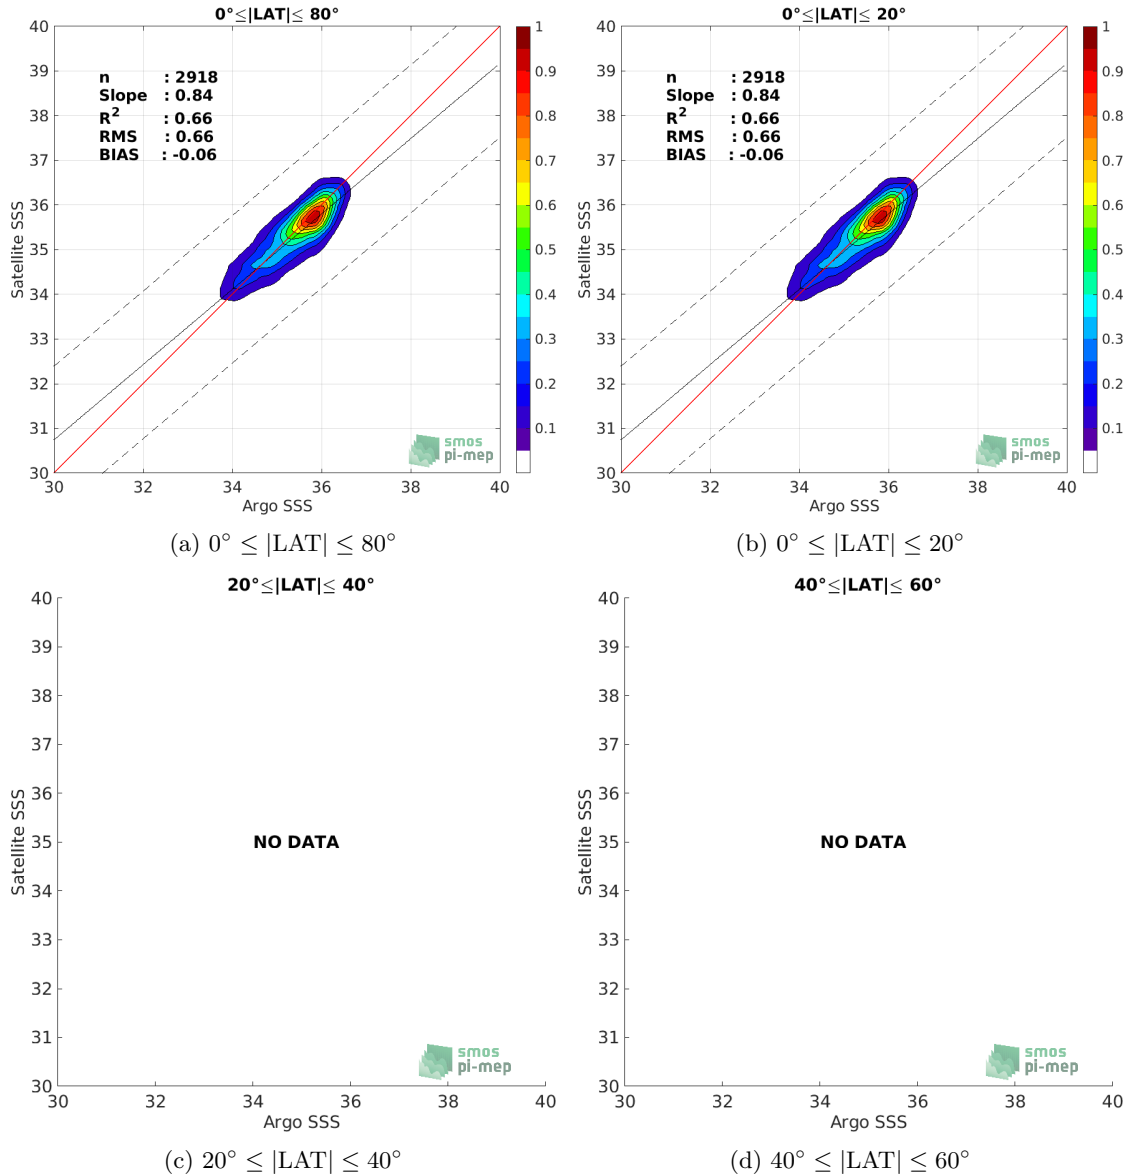 0°≤|LAT|≤ 80°
40
39
38
37
36
35
34
33
32
31
30
30
32
34
36
38
40
Satellite SSS
Argo SSS
n : 2918
Slope : 0.84
R² : 0.66
RMS : 0.66
BIAS : -0.06
1
0.9
0.8
0.7
0.6
0.5
0.4
0.3
0.2
0.1
smos
pi-mep
(a) 0° ≤ |LAT| ≤ 80°
0°≤|LAT|≤ 20°
40
39
38
37
36
35
34
33
32
31
30
30
32
34
36
38
40
Satellite SSS
Argo SSS
n : 2918
Slope : 0.84
R² : 0.66
RMS : 0.66
BIAS : -0.06
1
0.9
0.8
0.7
0.6
0.5
0.4
0.3
0.2
0.1
smos
pi-mep
(b) 0° ≤ |LAT| ≤ 20°
20°≤|LAT|≤ 40°
40
39
38
37
36
35
34
33
32
31
30
30
32
34
36
38
40
Satellite SSS
Argo SSS
NO DATA
smos
pi-mep
(c) 20° ≤ |LAT| ≤ 40°
40°≤|LAT|≤ 60°
40
39
38
37
36
35
34
33
32
31
30
30
32
34
36
38
40
Satellite SSS
Argo SSS
NO DATA
smos
pi-mep
(d) 40° ≤ |LAT| ≤ 60°